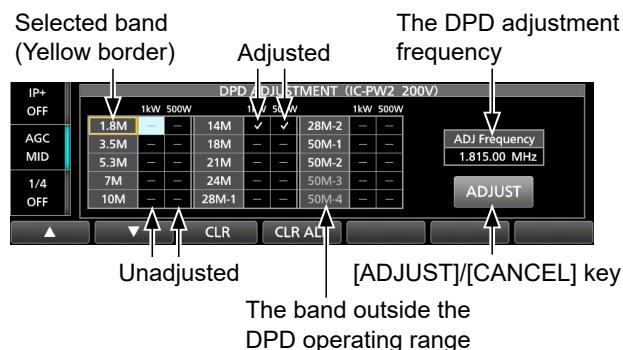 Selected band
(Yellow border)
Adjusted
The DPD adjustment
frequency
IP+
OFF
AGC
MID
1/4
OFF
DPD ADJUSTMENT (IC-PW2 200V)
1kW 500W 1kW 500W 1kW 500W
1.8M – – 14M ✓ ✓ 28M-2 – –
3.5M – – 18M – – 50M-1 – –
5.3M – – 21M – – 50M-2 – –
7M – – 24M – – 50M-3 – –
10M – – 28M-1 – – 50M-4 – –
ADJ Frequency
1.815.00 MHz
ADJUST
▲ ▼ CLR CLR ALL
Unadjusted
[ADJUST]/[CANCEL] key
The band outside the
DPD operating range